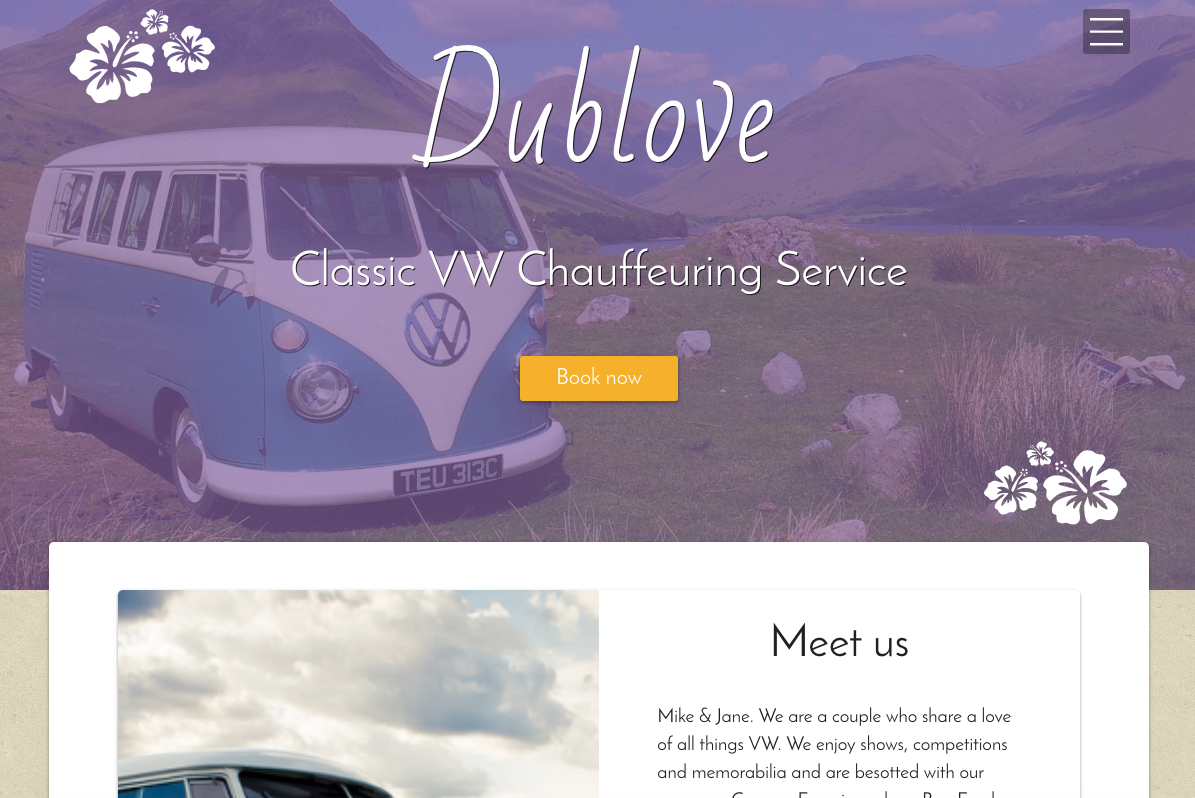 Dublove
Classic VW Chauffeuring Service
Book now
TEU 313C
Meet us
Mike & Jane. We are a couple who share a love
of all things VW. We enjoy shows, competitions
and memorabilia and are besotted with our